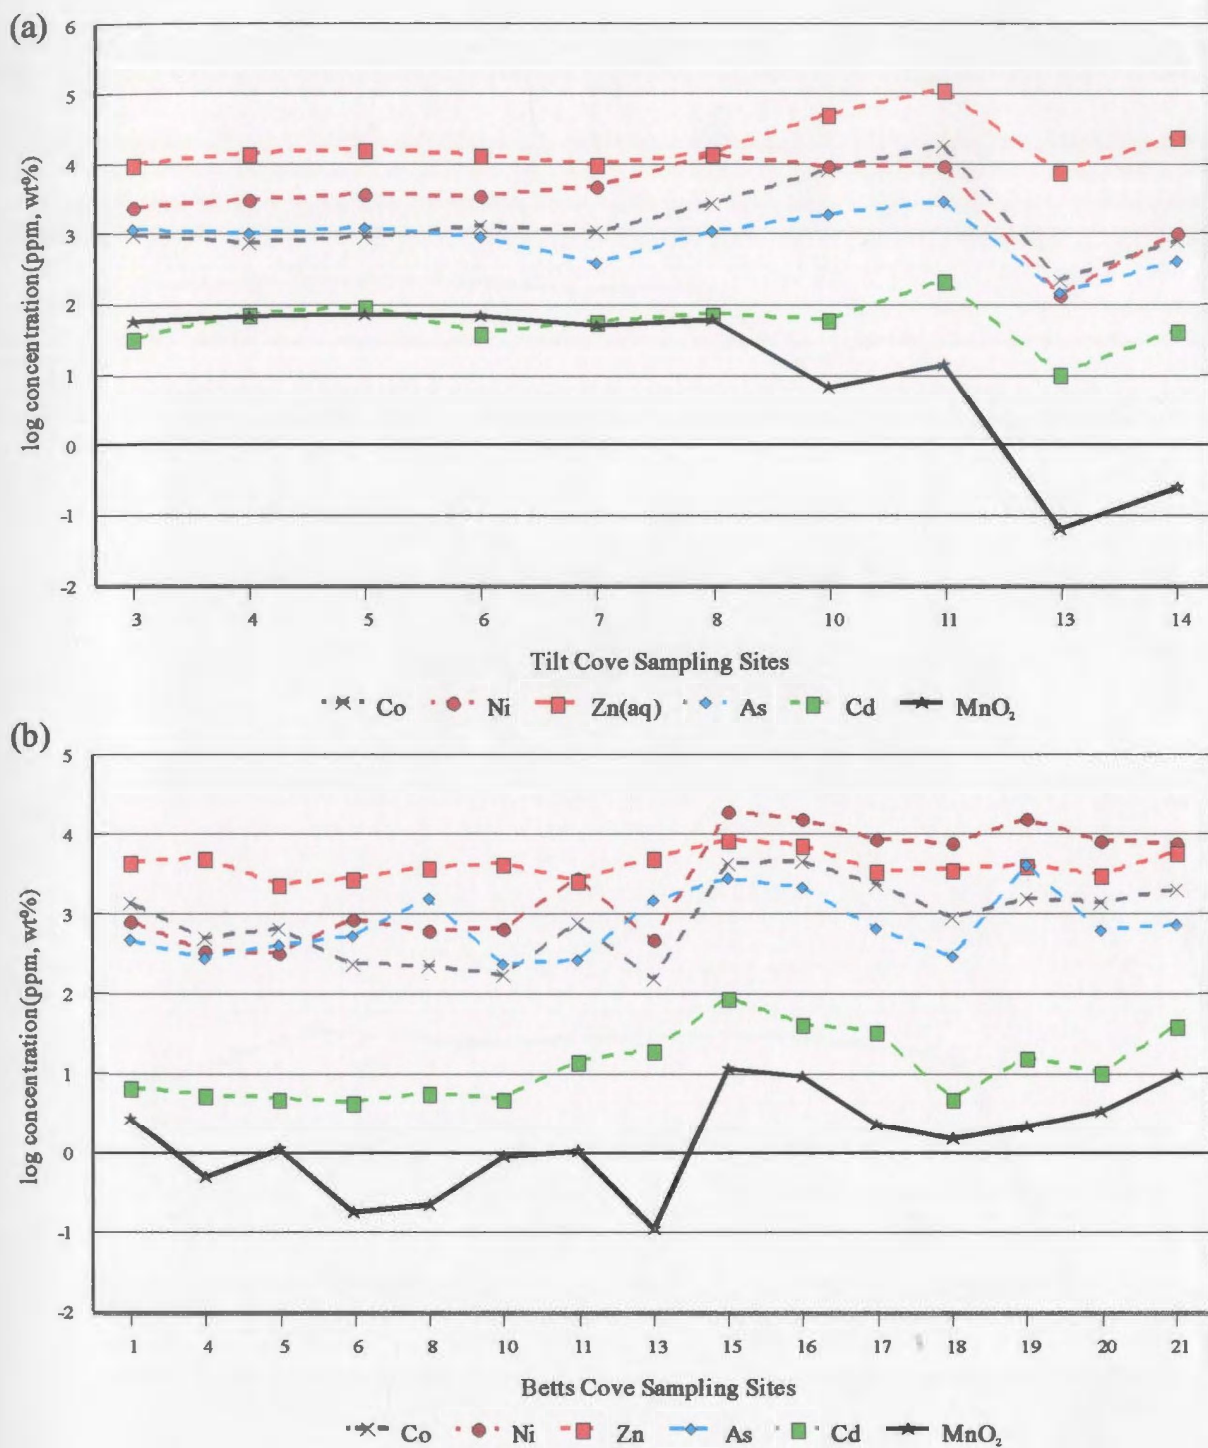 (a)
6
5
4
3
2
1
0
-1
-2
log concentration(ppm, wt%)
3 4 5 6 7 8 10 11 13 14
Tilt Cove Sampling Sites
Co Ni Zn(aq) As Cd MnO₂
(b)
5
4
3
2
1
0
-1
-2
log concentration(ppm, wt%)
1 4 5 6 8 10 11 13 15 16 17 18 19 20 21
Betts Cove Sampling Sites
Co Ni Zn As Cd MnO₂